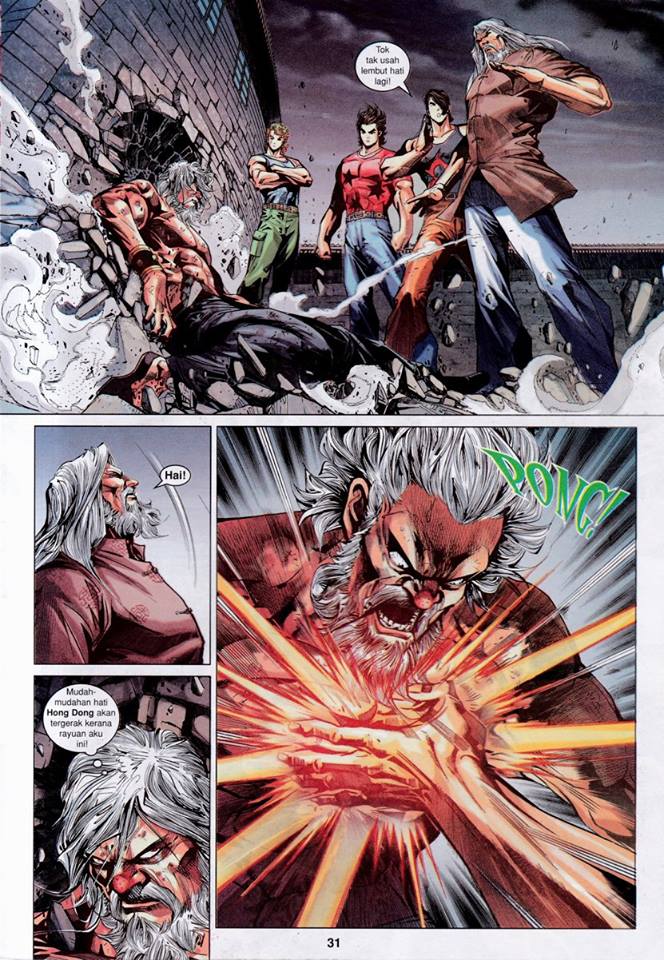 Tok
tak usah
lembut hati
lagi!
Hai!
PONG!
Mudah-
mudahan hati
Hong Dong akan
tergerak kerana
rayuan aku
ini!
31